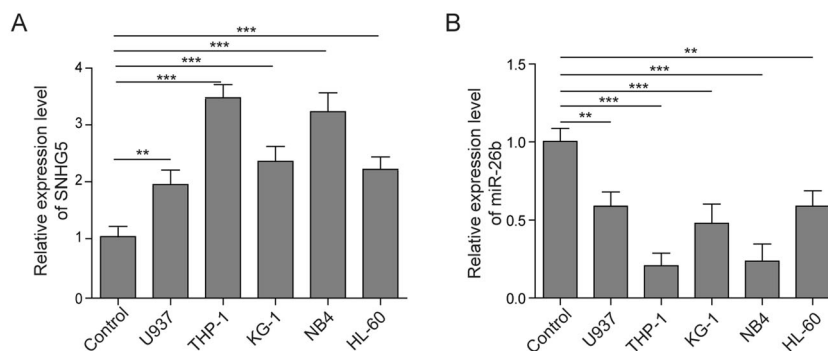 A
Relative expression level
of SNHG5
4
3
2
1
5
***
***
***
***
**
Control
U937
THP-1
KG-1
NB4
HL-60
B
Relative expression level
of miR-26b
1.5
1.0
0.5
0.0
**
***
***
***
**
Control
U937
THP-1
KG-1
NB4
HL-60